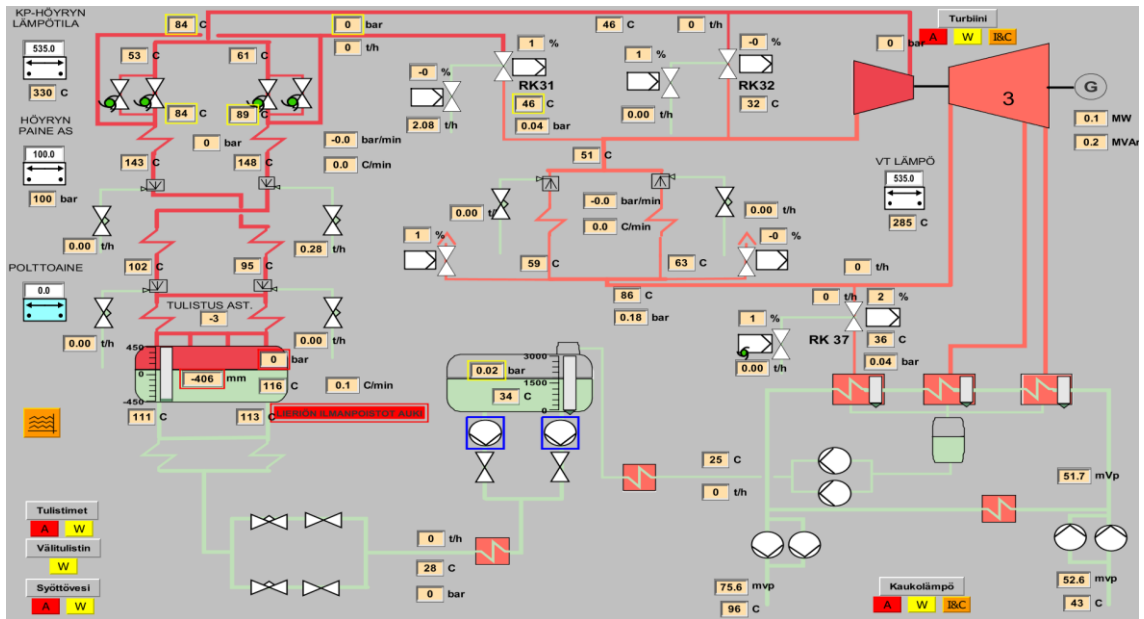 KP-HÖYRYN
LÄMPÖTILA
535.0
330 C
HÖYRYN
PAINE AS
100.0
100 bar
POLTTOAINE
0.0
84 C
0 bar
0 t/h
53 C
61 C
84 C
89 C
0 bar
-0.0 bar/min
0.0 C/min
143 C
148 C
0.00 t/h
0.28 t/h
102 C
95 C
TULISTUS AST.
-3
0.00 t/h
0.00 t/h
450
0
-450
0 bar
-406 mm
116 C
0.1 C/min
111 C
113 C
LIERIÖN ILMANPOISTOT AUKI
1 %
-0 %
RK31
46 C
2.08 t/h
0.04 bar
46 C
0 t/h
-0 %
1 %
RK32
32 C
0.00 t/h
51 C
-0.0 bar/min
0.0 C/min
0.00 t/
0.00 t/h
1 %
-0 %
59 C
63 C
86 C
0.18 bar
0 bar
Turbiini
A W I&C
3
G
0.1 MW
0.2 MVAr
VT LÄMPÖ
535.0
285 C
0 t/h
0 t/h
2 %
1 %
RK 37
36 C
0.04 bar
0.00 t/h
3000
1500
0
0.02 bar
34 C
25 C
0 t/h
51.7 mVp
0 t/h
28 C
0 bar
75.6 mvp
96 C
52.6 mvp
43 C
Kaukolämpö
A W I&C
Tulistimet
A W
Välitulistin
W
Syöttövesi
A W